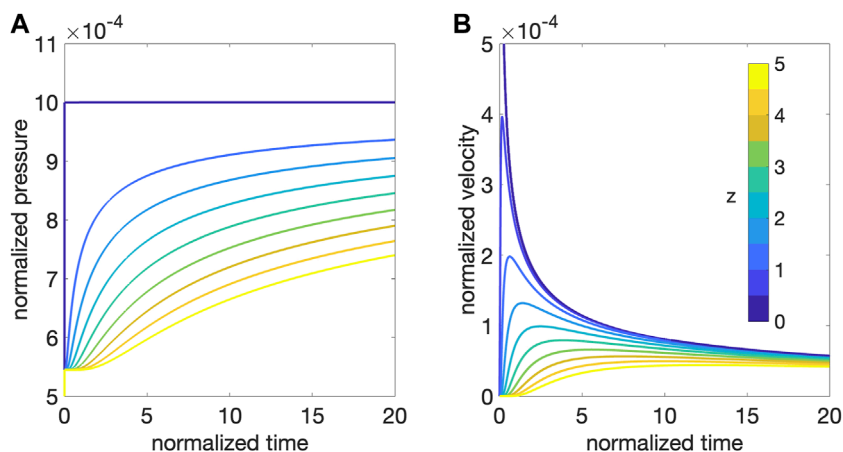 A
×10⁻⁴
11
10
9
8
7
6
5
normalized pressure
0 5 10 15 20
normalized time
B
×10⁻⁴
5
4
3
2
1
0
normalized velocity
0 5 10 15 20
normalized time
z
5
4
3
2
1
0